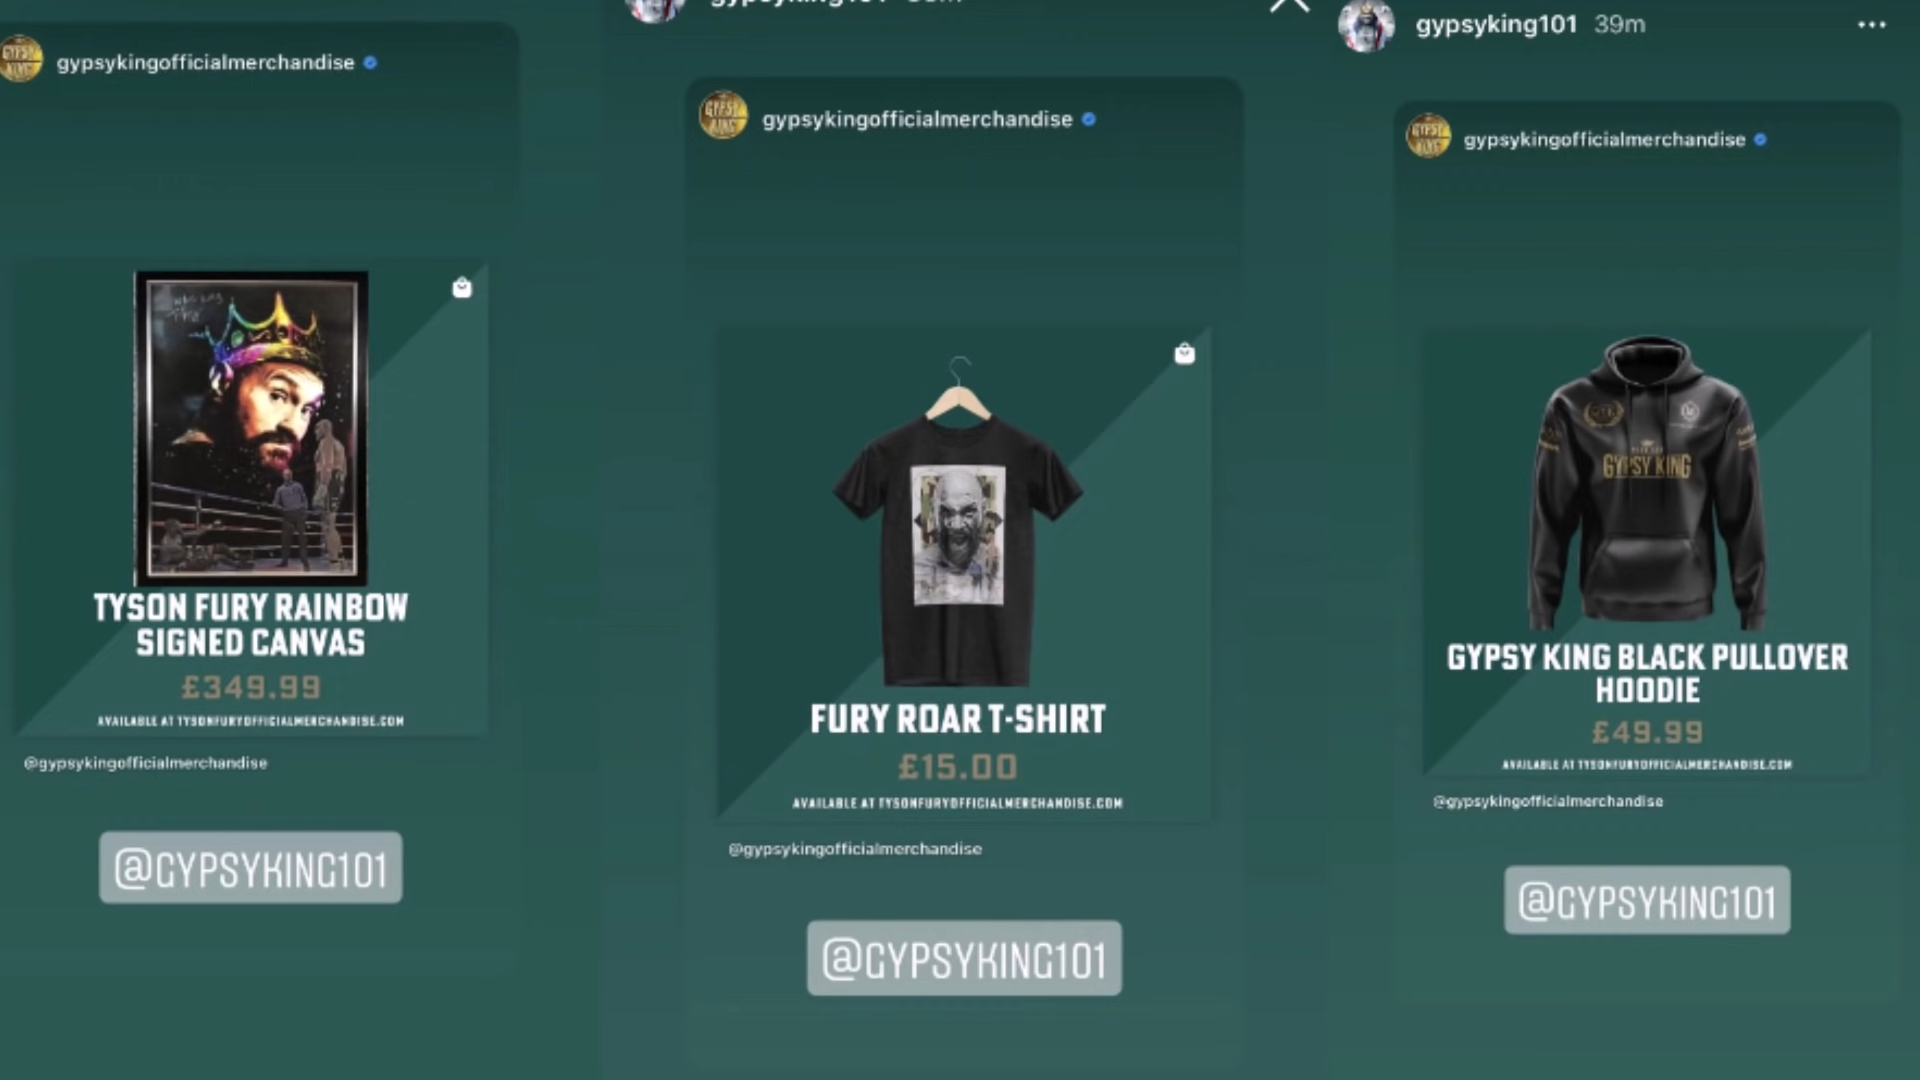 gypsykingofficialmerchandise
TYSON FURY RAINBOW
SIGNED CANVAS
£349.99
AVAILABLE AT TYSONFURYOFFICIALMERCHANDISE.COM
@gypsykingofficialmerchandise
@GYPSYKING101
gypsyking101
gypsykingofficialmerchandise
FURY ROAR T-SHIRT
£15.00
AVAILABLE AT TYSONFURYOFFICIALMERCHANDISE.COM
@gypsykingofficialmerchandise
@GYPSYKING101
gypsyking101 39m
gypsykingofficialmerchandise
GYPSY KING
GYPSY KING BLACK PULLOVER
HOODIE
£49.99
AVAILABLE AT TYSONFURYOFFICIALMERCHANDISE.COM
@gypsykingofficialmerchandise
@GYPSYKING101